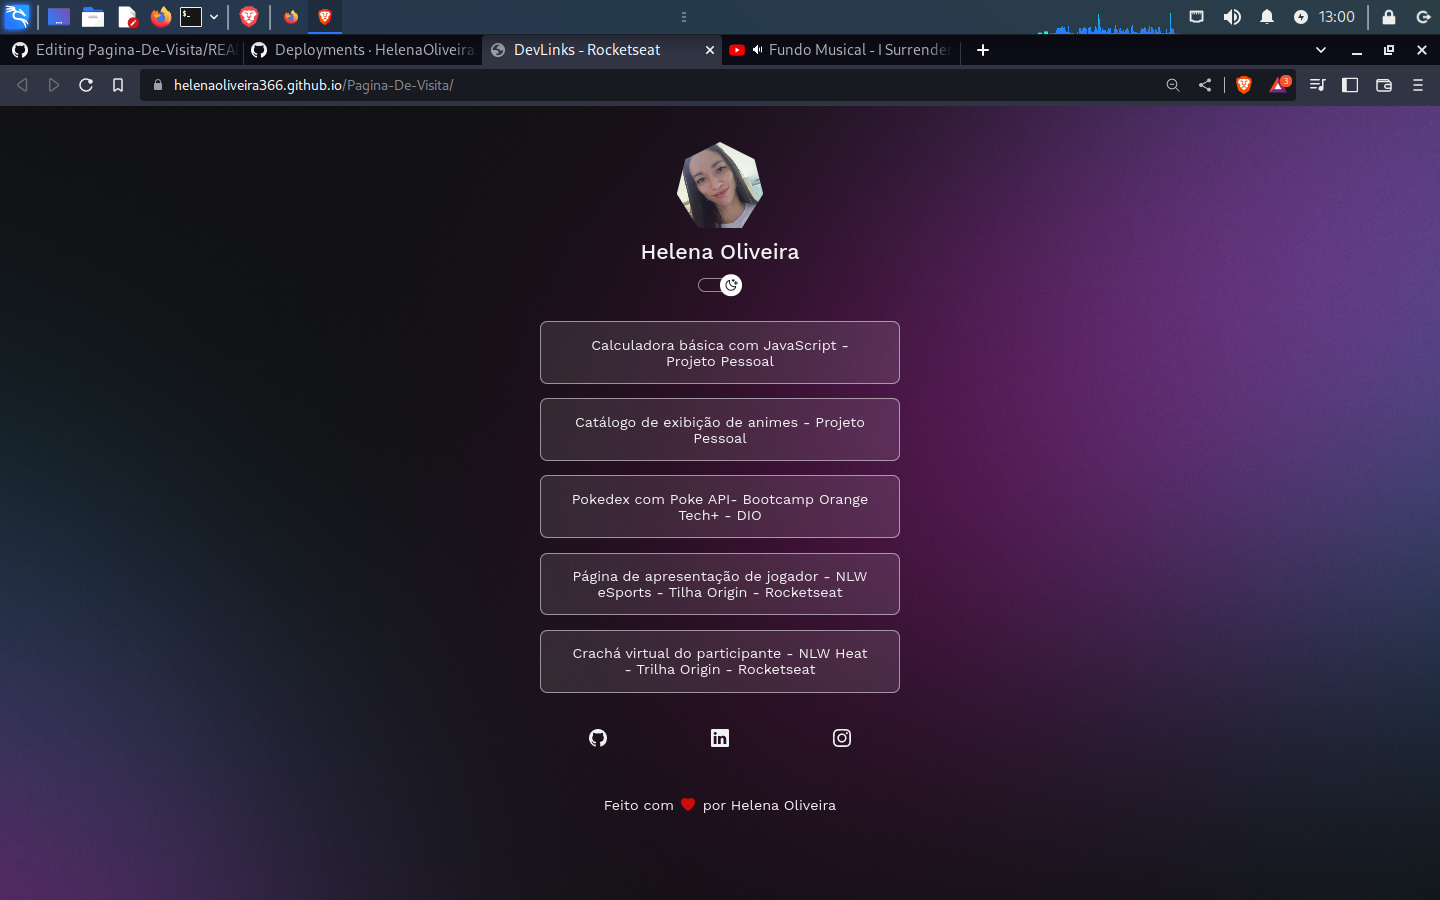 13:00
Editing Pagina-De-Visita/REA
Deployments · HelenaOliveira
DevLinks - Rocketseat
Fundo Musical - I Surrender
helenaoliveira366.github.io/Pagina-De-Visita/
3
Helena Oliveira
Calculadora básica com JavaScript -
Projeto Pessoal
Catálogo de exibição de animes - Projeto
Pessoal
Pokedex com Poke API- Bootcamp Orange
Tech+ - DIO
Página de apresentação de jogador - NLW
eSports - Tilha Origin - Rocketseat
Crachá virtual do participante - NLW Heat
- Trilha Origin - Rocketseat
Feito com por Helena Oliveira